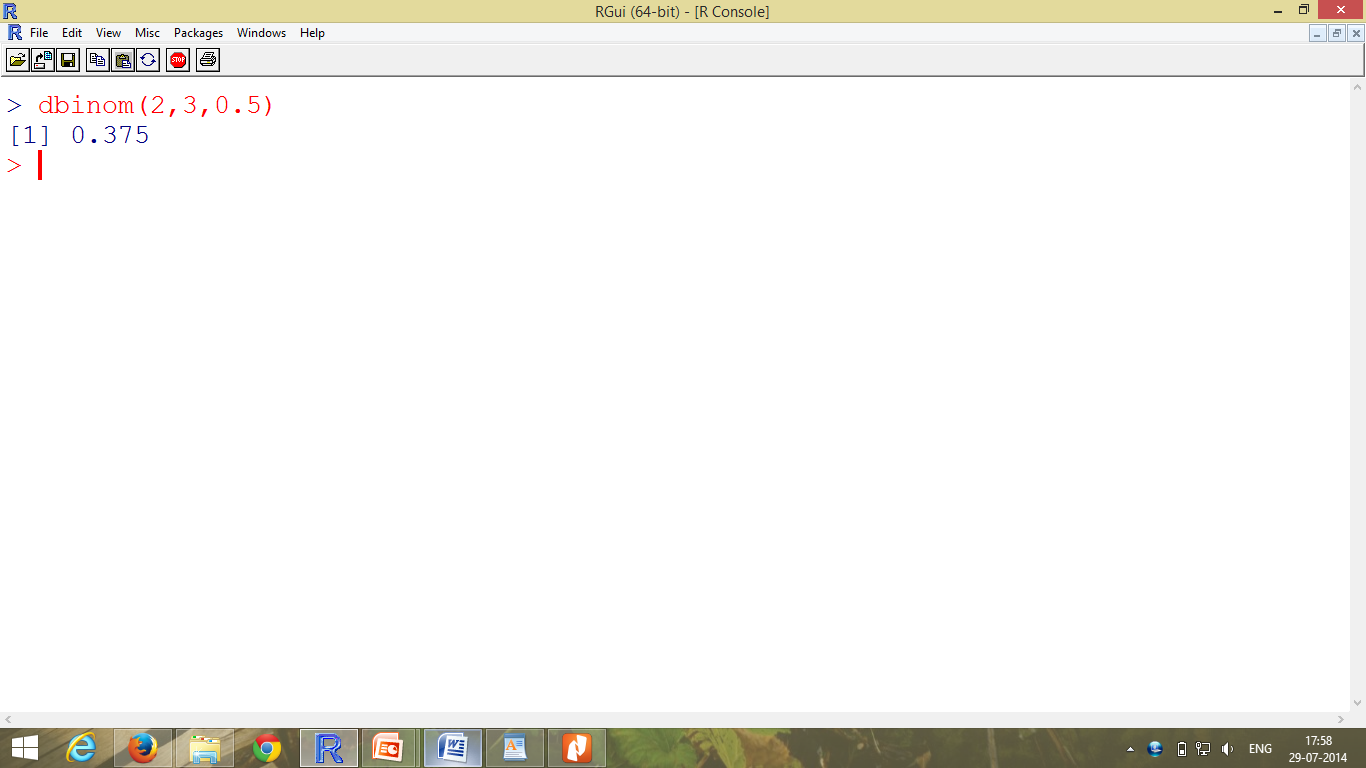 RGui (64-bit) - [R Console]
File Edit View Misc Packages Windows Help
STOP
> dbinom(2,3,0.5)
[1] 0.375
>
ENG
17:58
29-07-2014